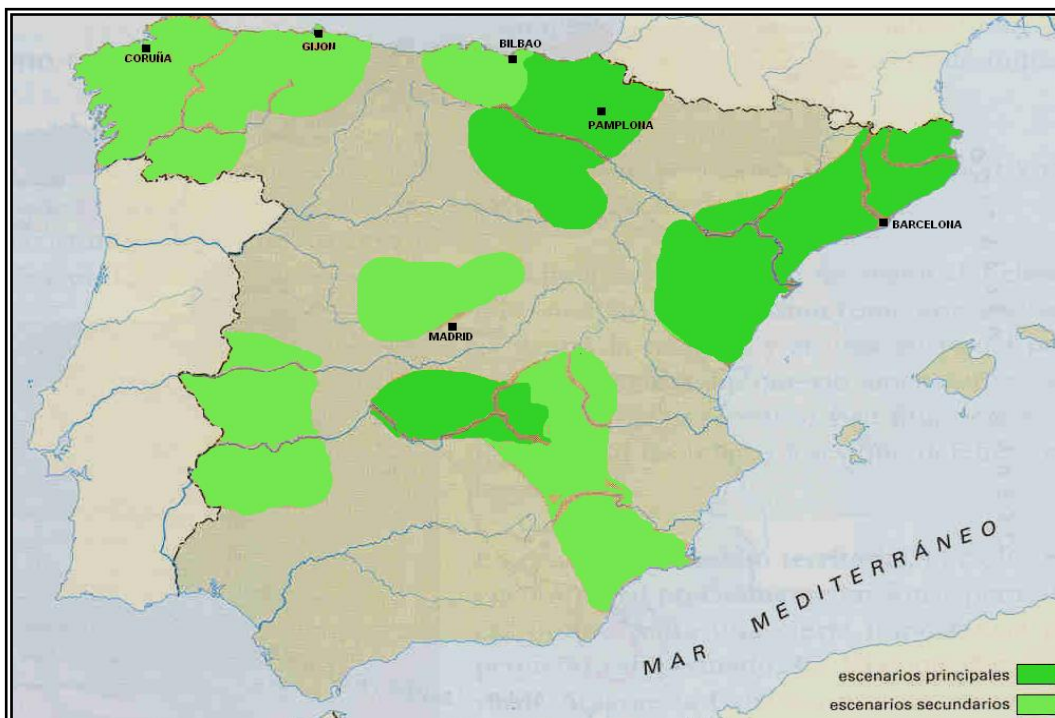 CORUÑA
GIJON
BILBAO
PAMPLONA
BARCELONA
MADRID
MAR MEDITERRÁNEO
escenarios principales
escenarios secundarios